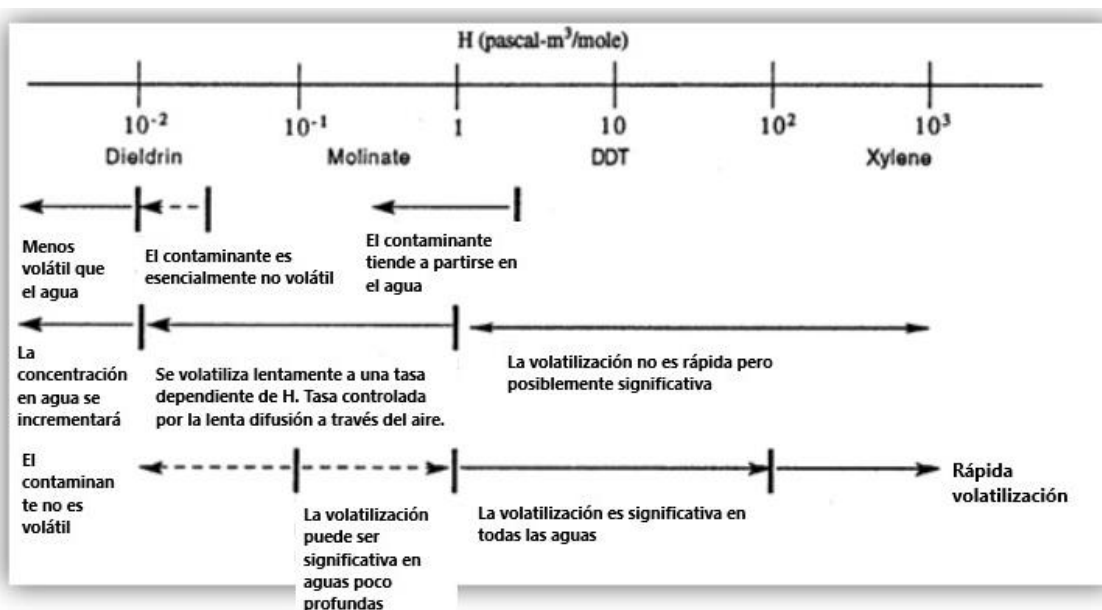 H (pascal-m³/mole)
10⁻² 10⁻¹ 1 10 10² 10³
Dieldrin Molinate DDT Xylene
Menos
volátil que
el agua
El contaminante es
esencialmente no volátil
El contaminante
tiende a partirse en
el agua
La
concentración
en agua se
incrementará
Se volatiliza lentamente a una tasa
dependiente de H. Tasa controlada
por la lenta difusión a través del aire.
La volatilización no es rápida pero
posiblemente significativa
El
contaminan
te no es
volátil
La volatilización
puede ser
significativa en
aguas poco
profundas
La volatilización es significativa en
todas las aguas
Rápida
volatilización